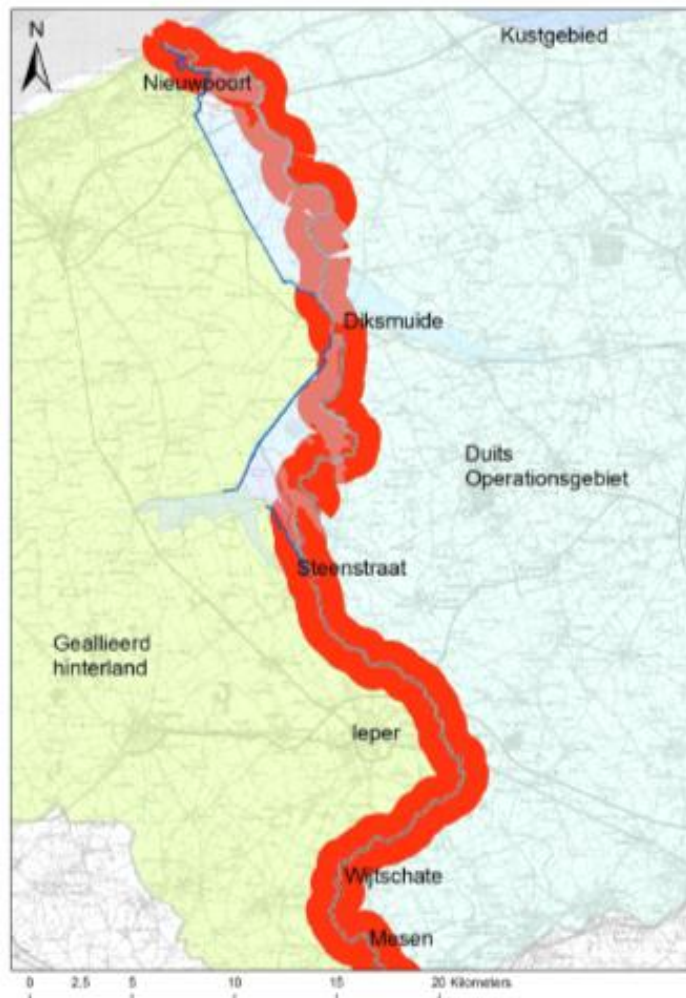 N
Kustgebied
Nieuwpoort
Diksmuide
Duits
Operationsgebiet
Steenstraat
Geallieerd
hinterland
Ieper
Wijtschate
Mesen
0 2,5 5 10 15 20 Kilometers